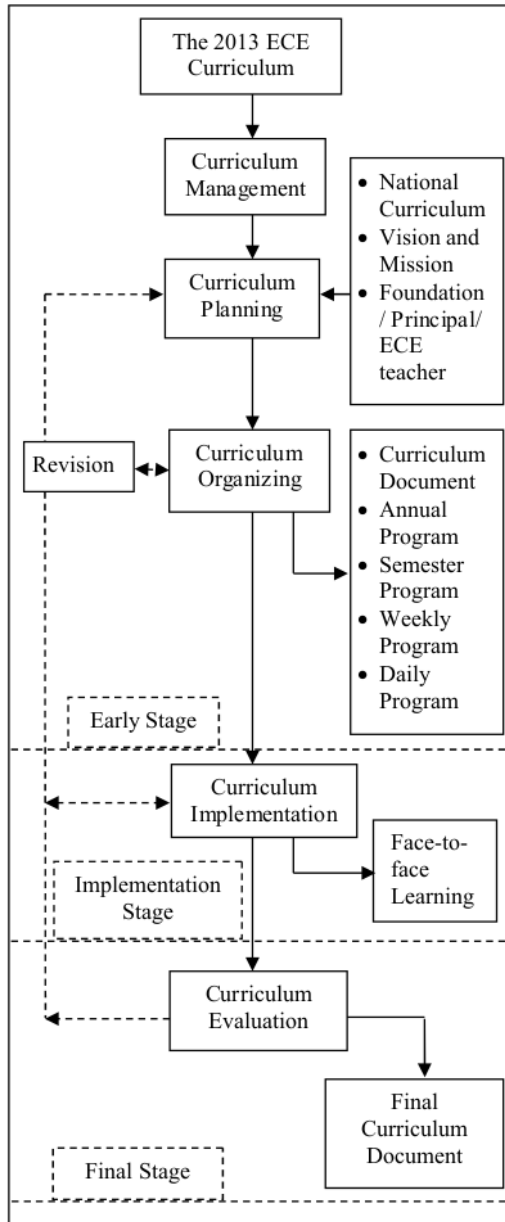 The 2013 ECE
Curriculum
Curriculum
Management
• National
Curriculum
• Vision and
Mission
• Foundation
/ Principal/
ECE
teacher
Curriculum
Planning
Revision
Curriculum
Organizing
• Curriculum
Document
• Annual
Program
• Semester
Program
• Weekly
Program
• Daily
Program
Early Stage
Curriculum
Implementation
Face-to-
face
Learning
Implementation
Stage
Curriculum
Evaluation
Final
Curriculum
Document
Final Stage